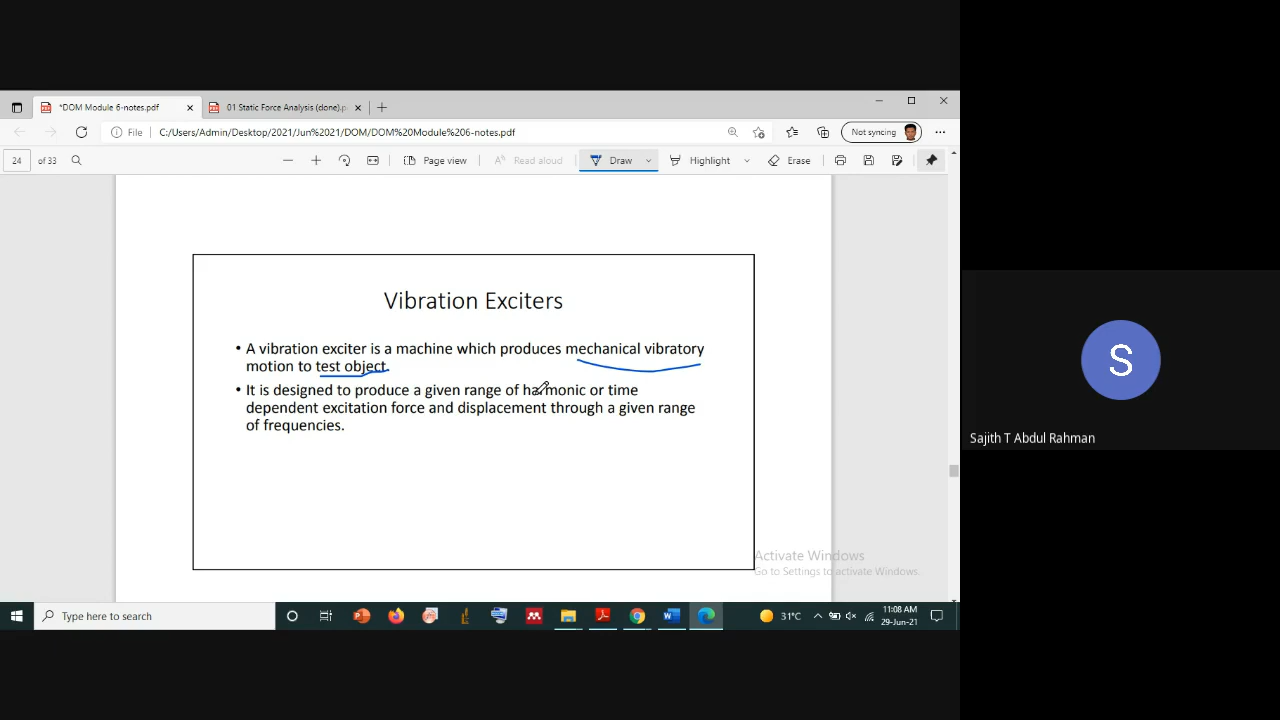 *DOM Module 6-notes.pdf
01 Static Force Analysis (done).p
File
C:/Users/Admin/Desktop/2021/Jun%2021/DOM/DOM%20Module%206-notes.pdf
Not syncing
24 of 33
Page view
Read aloud
Draw
Highlight
Erase
Vibration Exciters
• A vibration exciter is a machine which produces mechanical vibratory
motion to test object.
• It is designed to produce a given range of harmonic or time
dependent excitation force and displacement through a given range
of frequencies.
S
Sajith T Abdul Rahman
Activate Windows
Go to Settings to activate Windows.
Type here to search
31°C
11:08 AM
29-Jun-21